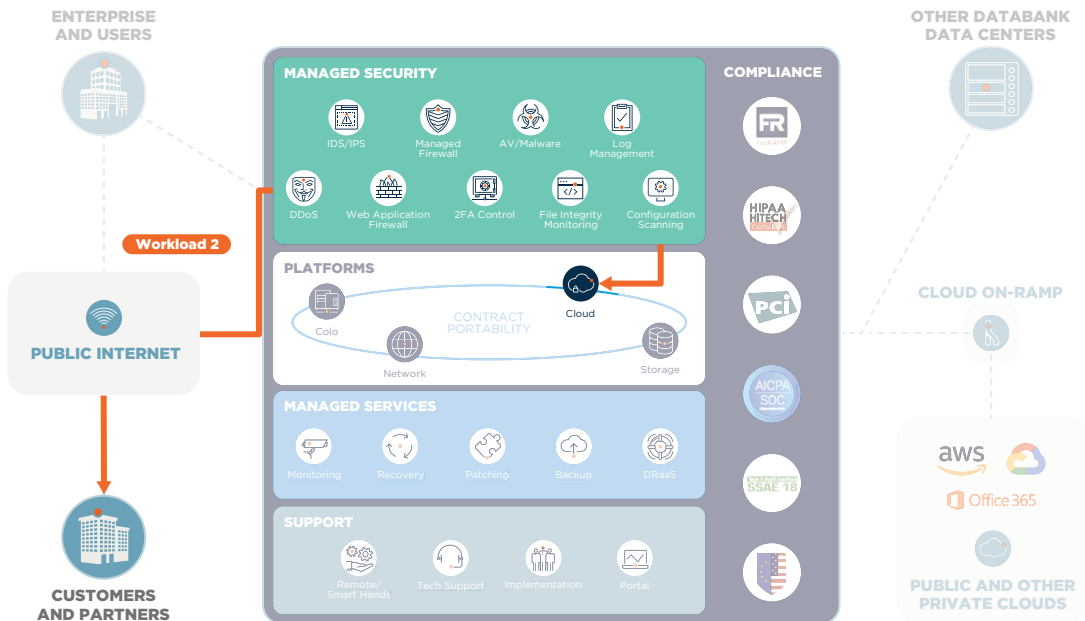 ENTERPRISE
AND USERS
OTHER DATABANK
DATA CENTERS
MANAGED SECURITY
COMPLIANCE
IDS/IPS
Managed
Firewall
AV/Malware
Log
Management
FR
FedRAMP
DDoS
Web Application
Firewall
2FA Control
File Integrity
Monitoring
Configuration
Scanning
HIPAA
HITECH
Compliant
Workload 2
PLATFORMS
Colo
CONTRACT
PORTABILITY
Cloud
Network
Storage
PCI
CLOUD ON-RAMP
PUBLIC INTERNET
MANAGED SERVICES
Monitoring
Recovery
Patching
Backup
DRaaS
AICPA
SOC
aws
Office 365
SSAE 18
SUPPORT
Remote/
Smart Hands
Tech Support
Implementation
Portal
PUBLIC AND OTHER
PRIVATE CLOUDS
CUSTOMERS
AND PARTNERS